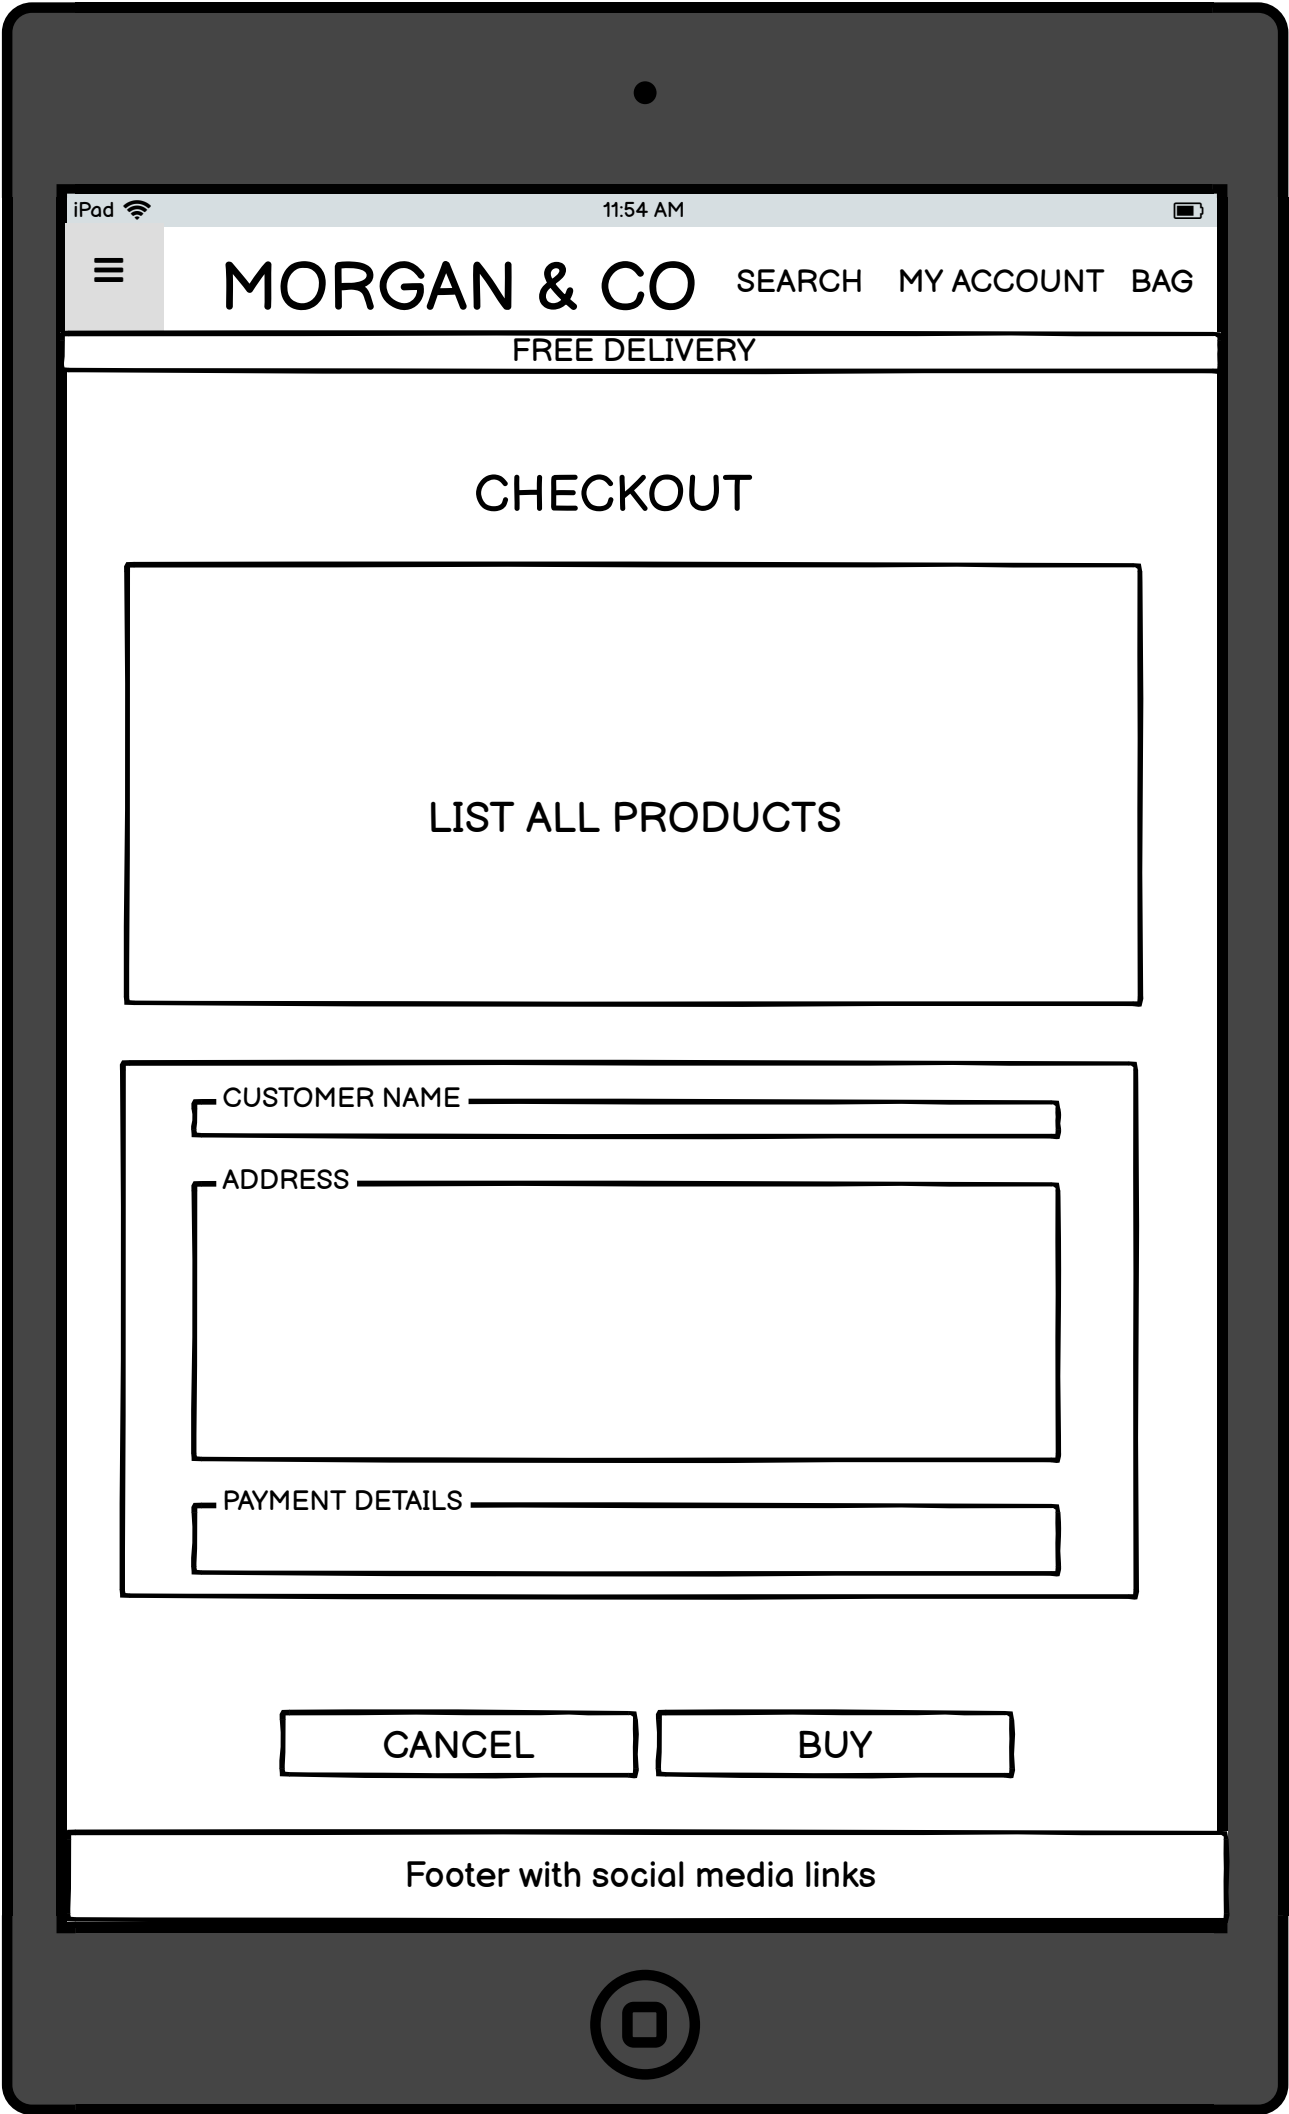 iPad 11:54 AM
MORGAN & CO SEARCH MY ACCOUNT BAG
FREE DELIVERY
CHECKOUT
LIST ALL PRODUCTS
CUSTOMER NAME
ADDRESS
PAYMENT DETAILS
CANCEL BUY
Footer with social media links